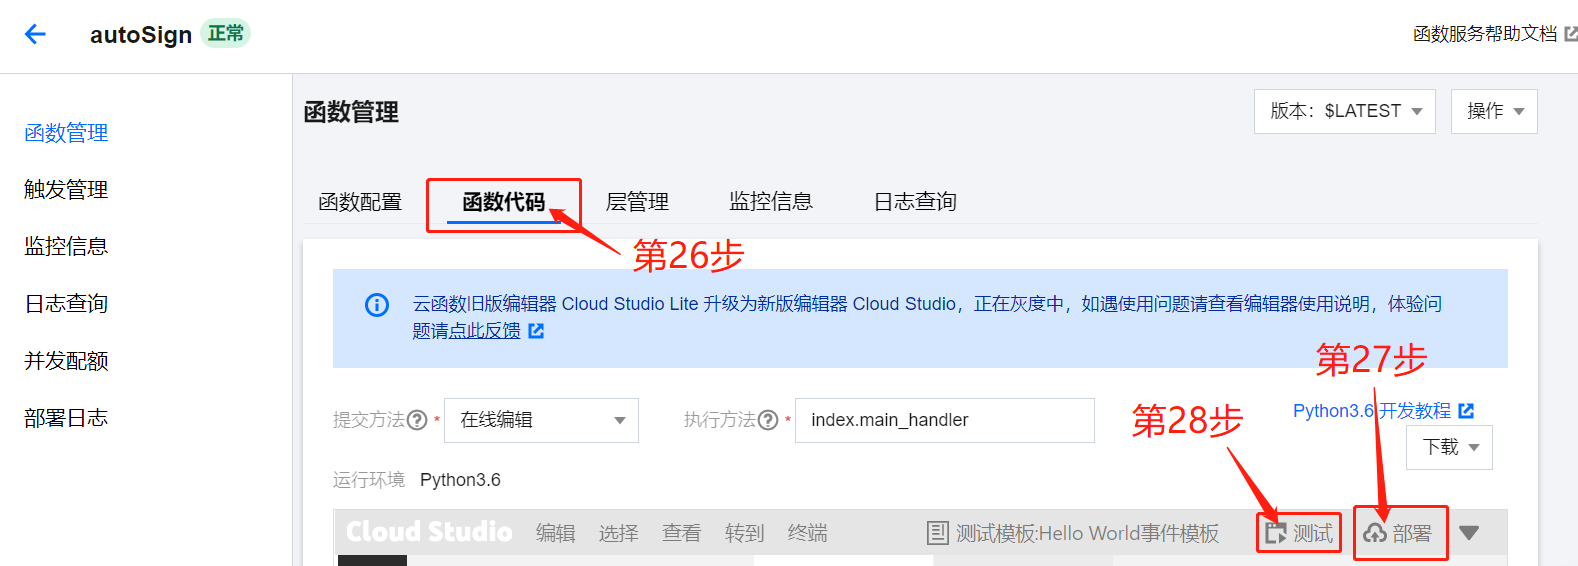 autoSign 正常
函数服务帮助文档
函数管理
触发管理
监控信息
日志查询
并发配额
部署日志
函数管理
版本：$LATEST
操作
函数配置 函数代码 层管理 监控信息 日志查询
第26步
云函数旧版编辑器 Cloud Studio Lite 升级为新版编辑器 Cloud Studio，正在灰度中，如遇使用问题请查看编辑器使用说明，体验问
题请点此反馈
第27步
提交方法 * 在线编辑 执行方法 * index.main_handler
第28步
Python3.6 开发教程
下载
运行环境 Python3.6
Cloud Studio 编辑 选择 查看 转到 终端 测试模板:Hello World事件模板 测试 部署